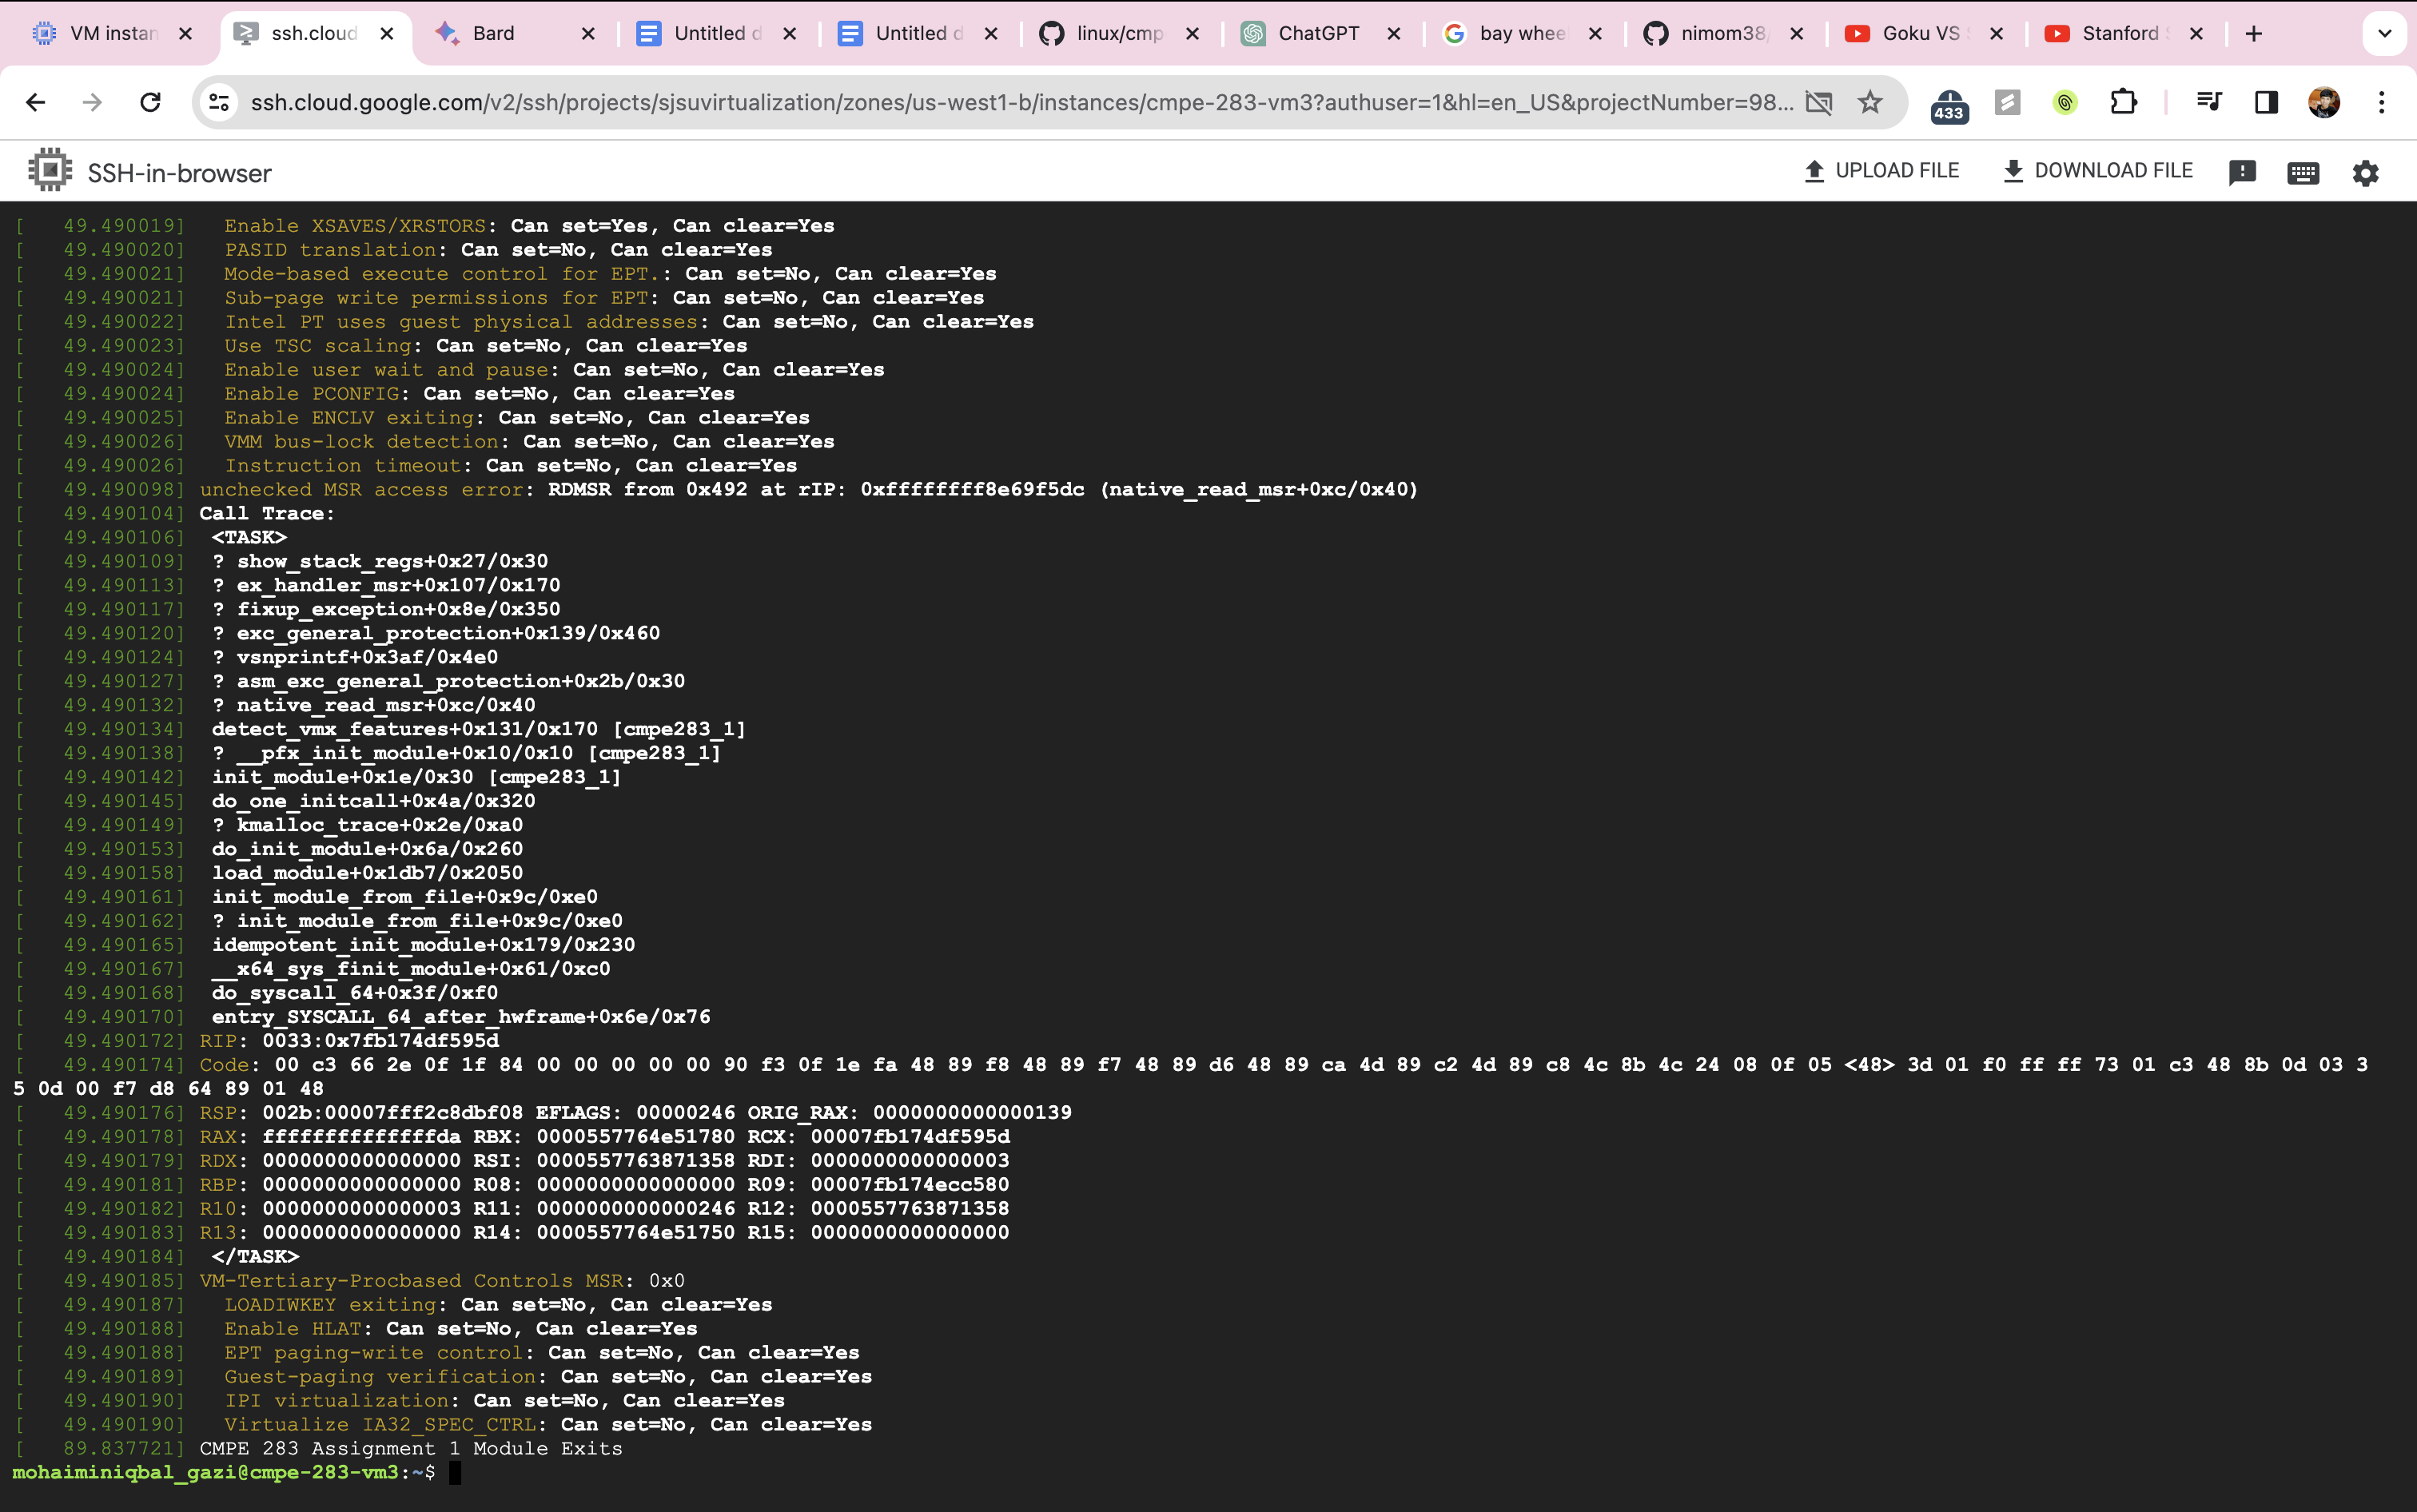 VM instan
ssh.cloud
Bard
Untitled d
Untitled d
linux/cmp
ChatGPT
bay whee
nimom38/
Goku VS S
Stanford S
ssh.cloud.google.com/v2/ssh/projects/sjsuvirtualization/zones/us-west1-b/instances/cmpe-283-vm3?authuser=1&hl=en_US&projectNumber=98...
433
SSH-in-browser
UPLOAD FILE
DOWNLOAD FILE
[   49.490019]   Enable XSAVES/XRSTORS: Can set=Yes, Can clear=Yes
[   49.490020]   PASID translation: Can set=No, Can clear=Yes
[   49.490021]   Mode-based execute control for EPT.: Can set=No, Can clear=Yes
[   49.490021]   Sub-page write permissions for EPT: Can set=No, Can clear=Yes
[   49.490022]   Intel PT uses guest physical addresses: Can set=No, Can clear=Yes
[   49.490023]   Use TSC scaling: Can set=No, Can clear=Yes
[   49.490024]   Enable user wait and pause: Can set=No, Can clear=Yes
[   49.490024]   Enable PCONFIG: Can set=No, Can clear=Yes
[   49.490025]   Enable ENCLV exiting: Can set=No, Can clear=Yes
[   49.490026]   VMM bus-lock detection: Can set=No, Can clear=Yes
[   49.490026]   Instruction timeout: Can set=No, Can clear=Yes
[   49.490098] unchecked MSR access error: RDMSR from 0x492 at rIP: 0xffffffff8e69f5dc (native_read_msr+0xc/0x40)
[   49.490104] Call Trace:
[   49.490106]  <TASK>
[   49.490109]  ? show_stack_regs+0x27/0x30
[   49.490113]  ? ex_handler_msr+0x107/0x170
[   49.490117]  ? fixup_exception+0x8e/0x350
[   49.490120]  ? exc_general_protection+0x139/0x460
[   49.490124]  ? vsnprintf+0x3af/0x4e0
[   49.490127]  ? asm_exc_general_protection+0x2b/0x30
[   49.490132]  ? native_read_msr+0xc/0x40
[   49.490134]  detect_vmx_features+0x131/0x170 [cmpe283_1]
[   49.490138]  ? __pfx_init_module+0x10/0x10 [cmpe283_1]
[   49.490142]  init_module+0x1e/0x30 [cmpe283_1]
[   49.490145]  do_one_initcall+0x4a/0x320
[   49.490149]  ? kmalloc_trace+0x2e/0xa0
[   49.490153]  do_init_module+0x6a/0x260
[   49.490158]  load_module+0x1db7/0x2050
[   49.490161]  init_module_from_file+0x9c/0xe0
[   49.490162]  ? init_module_from_file+0x9c/0xe0
[   49.490165]  idempotent_init_module+0x179/0x230
[   49.490167]  __x64_sys_finit_module+0x61/0xc0
[   49.490168]  do_syscall_64+0x3f/0xf0
[   49.490170]  entry_SYSCALL_64_after_hwframe+0x6e/0x76
[   49.490172] RIP: 0033:0x7fb174df595d
[   49.490174] Code: 00 c3 66 2e 0f 1f 84 00 00 00 00 00 90 f3 0f 1e fa 48 89 f8 48 89 f7 48 89 d6 48 89 ca 4d 89 c2 4d 89 c8 4c 8b 4c 24 08 0f 05 <48> 3d 01 f0 ff ff 73 01 c3 48 8b 0d 03 3
5 0d 00 f7 d8 64 89 01 48
[   49.490176] RSP: 002b:00007fff2c8dbf08 EFLAGS: 00000246 ORIG_RAX: 0000000000000139
[   49.490178] RAX: ffffffffffffffda RBX: 0000557764e51780 RCX: 00007fb174df595d
[   49.490179] RDX: 0000000000000000 RSI: 0000557763871358 RDI: 0000000000000003
[   49.490181] RBP: 0000000000000000 R08: 0000000000000000 R09: 00007fb174ecc580
[   49.490182] R10: 0000000000000003 R11: 0000000000000246 R12: 0000557763871358
[   49.490183] R13: 0000000000000000 R14: 0000557764e51750 R15: 0000000000000000
[   49.490184]  </TASK>
[   49.490185] VM-Tertiary-Procbased Controls MSR: 0x0
[   49.490187]   LOADIWKEY exiting: Can set=No, Can clear=Yes
[   49.490188]   Enable HLAT: Can set=No, Can clear=Yes
[   49.490188]   EPT paging-write control: Can set=No, Can clear=Yes
[   49.490189]   Guest-paging verification: Can set=No, Can clear=Yes
[   49.490190]   IPI virtualization: Can set=No, Can clear=Yes
[   49.490190]   Virtualize IA32_SPEC_CTRL: Can set=No, Can clear=Yes
[   89.837721] CMPE 283 Assignment 1 Module Exits
mohaiminiqbal_gazi@cmpe-283-vm3:~$